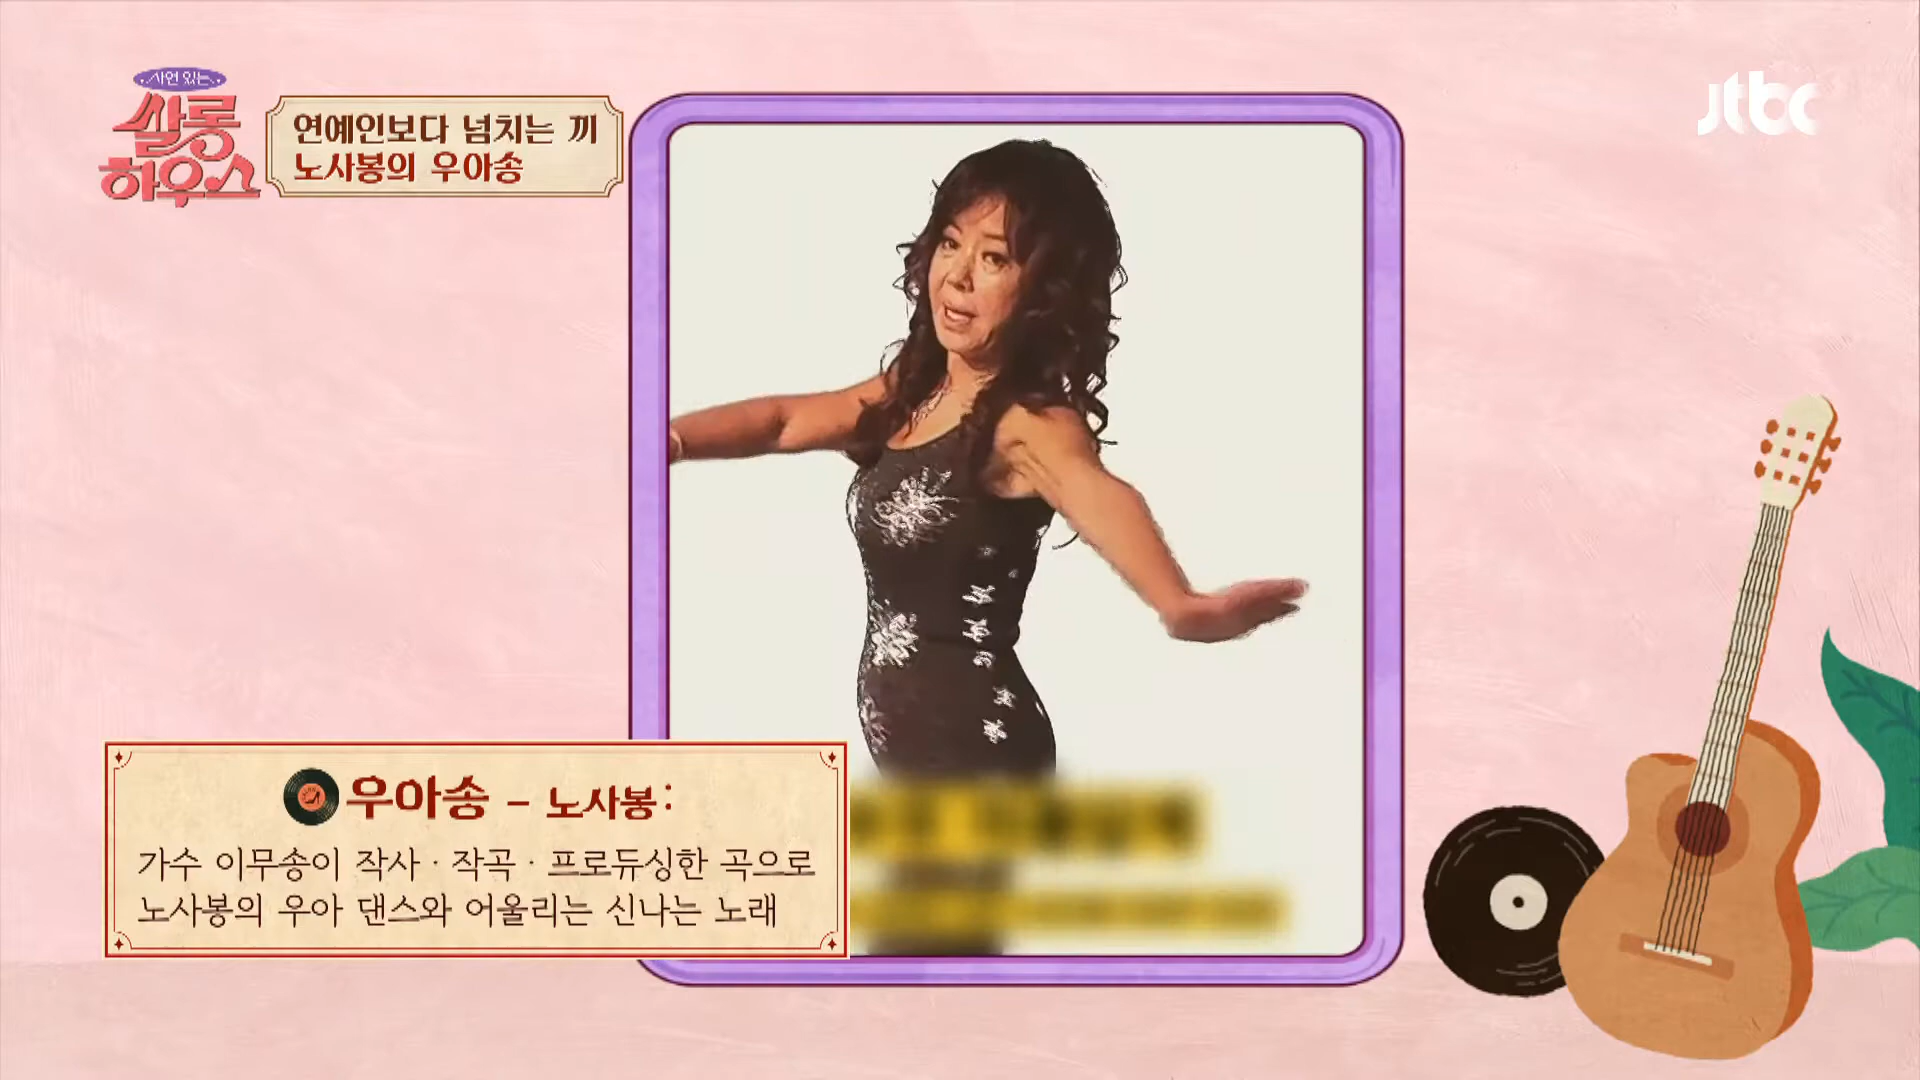 사연 있는
쌀롱
하우스
연예인보다 넘치는 끼
노사봉의 우아송
jtbc
우아송 – 노사봉:
가수 이무송이 작사 · 작곡 · 프로듀싱한 곡으로
노사봉의 우아 댄스와 어울리는 신나는 노래